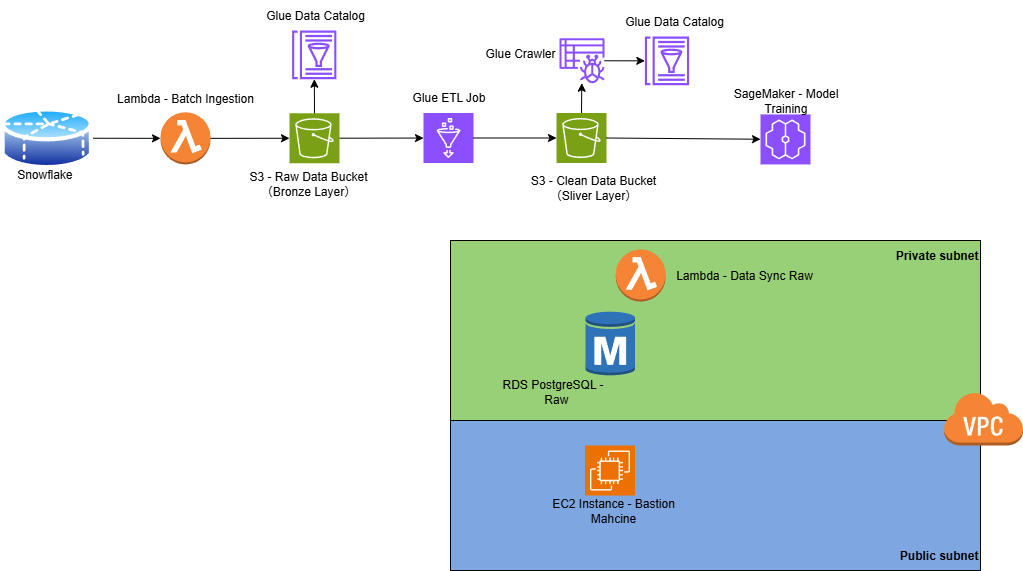 Glue Data Catalog
Glue Data Catalog
Glue Crawler
Lambda - Batch Ingestion
Glue ETL Job
SageMaker - Model
Training
Snowflake
S3 - Raw Data Bucket
(Bronze Layer)
S3 - Clean Data Bucket
(Sliver Layer)
Private subnet
Lambda - Data Sync Raw
M
RDS PostgreSQL -
Raw
VPC
EC2 Instance - Bastion
Mahcine
Public subnet